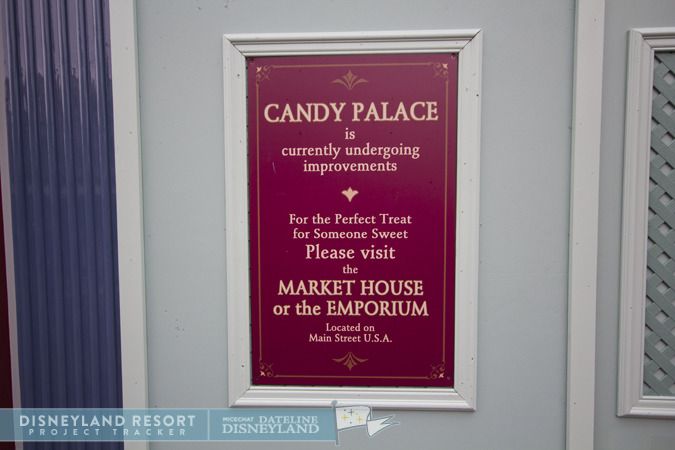 CANDY PALACE
is
currently undergoing
improvements
For the Perfect Treat
for Someone Sweet
Please visit
the
MARKET HOUSE
or the EMPORIUM
Located on
Main Street U.S.A.
DISNEYLAND RESORT
PROJECT TRACKER
MICECHAT DATELINE
DISNEYLAND